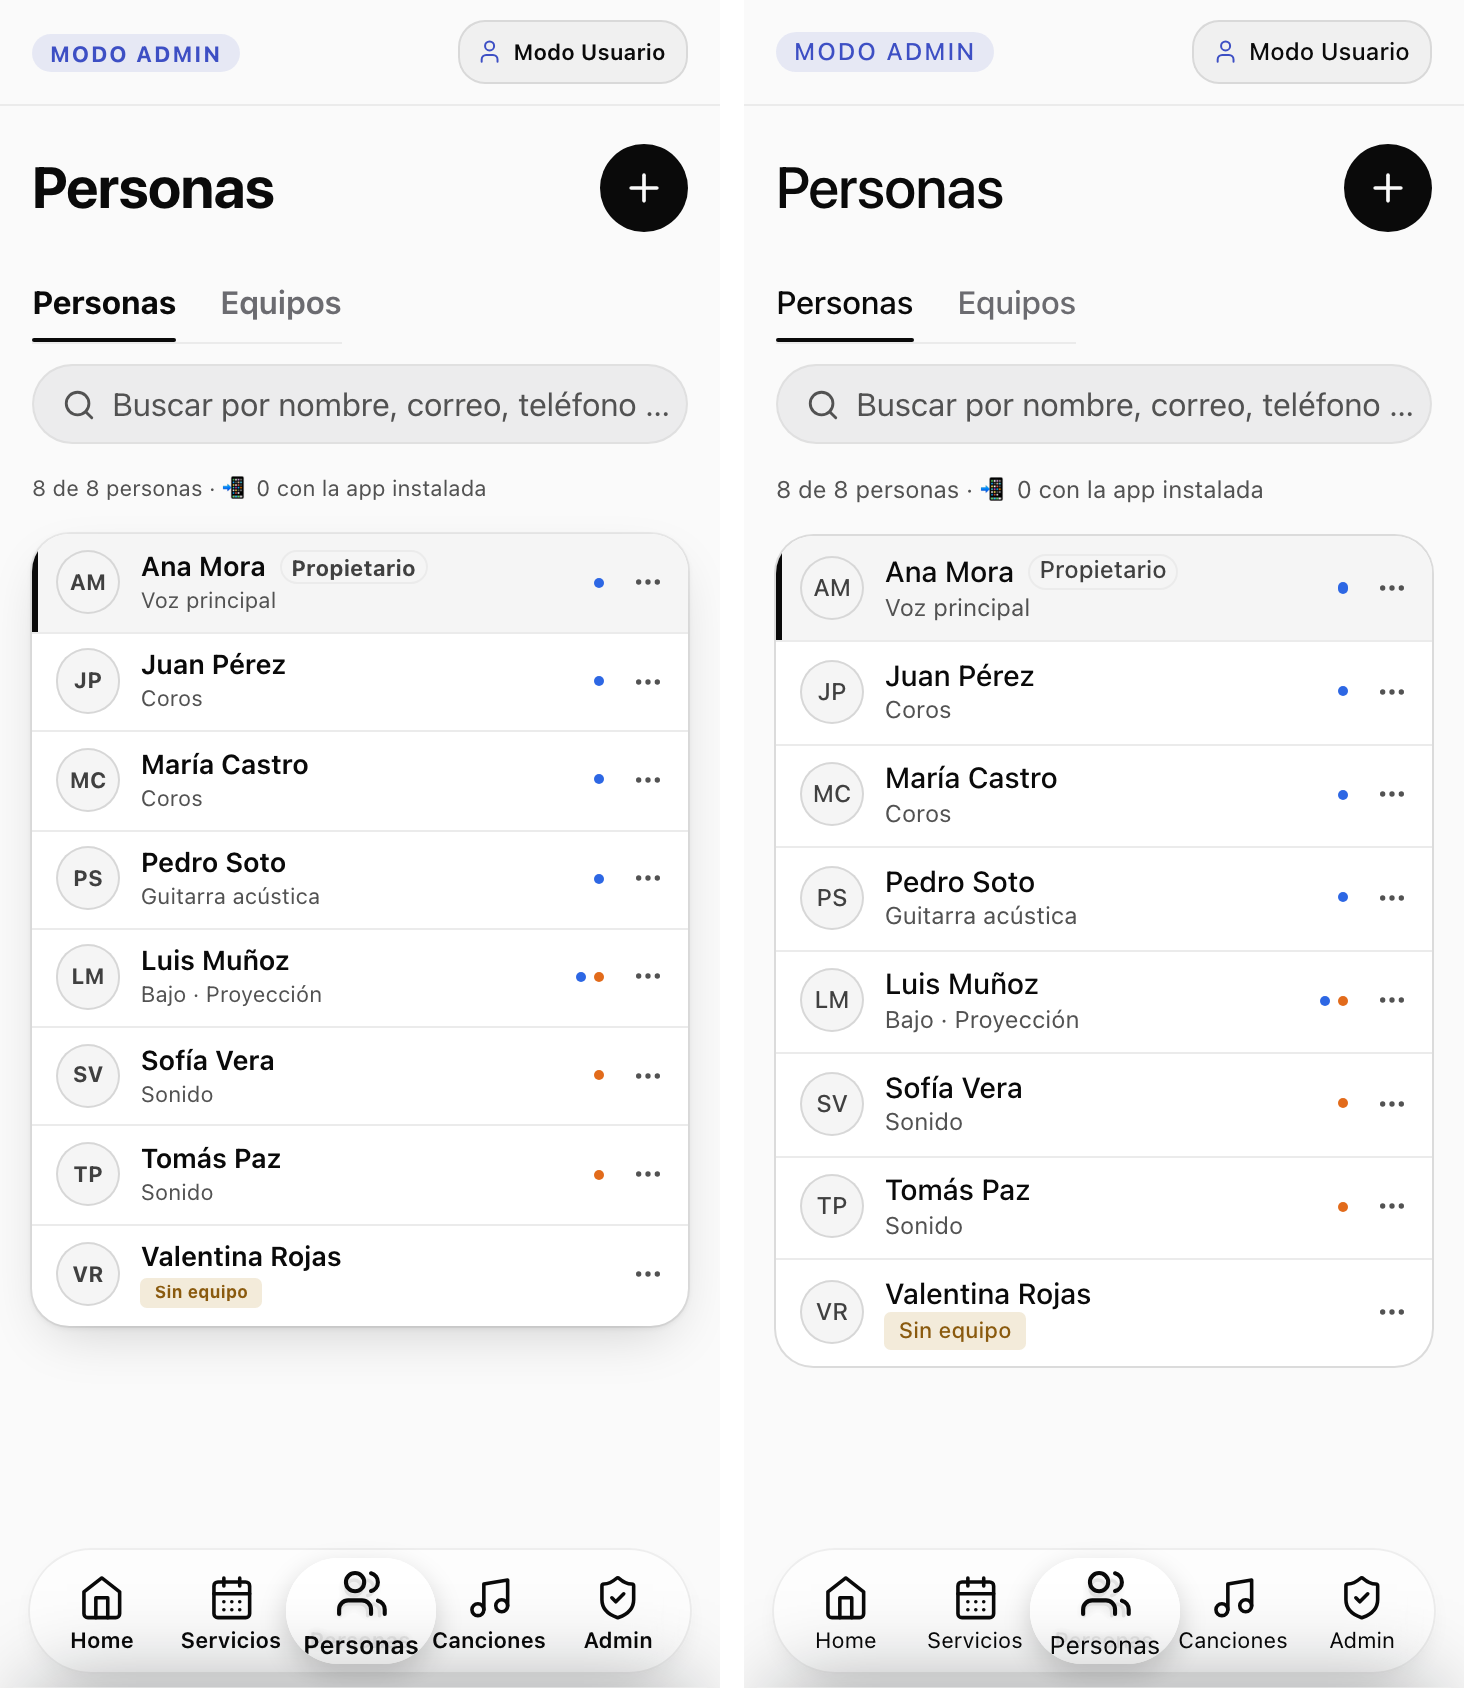 MODO ADMIN
Modo Usuario
Personas
Personas
Equipos
Buscar por nombre, correo, teléfono ...
8 de 8 personas · 📲 0 con la app instalada
AM
Ana Mora
Propietario
Voz principal
JP
Juan Pérez
Coros
MC
María Castro
Coros
PS
Pedro Soto
Guitarra acústica
LM
Luis Muñoz
Bajo · Proyección
SV
Sofía Vera
Sonido
TP
Tomás Paz
Sonido
VR
Valentina Rojas
Sin equipo
Home
Servicios
Personas
Canciones
Admin
MODO ADMIN
Modo Usuario
Personas
Personas
Equipos
Buscar por nombre, correo, teléfono ...
8 de 8 personas · 📲 0 con la app instalada
AM
Ana Mora
Propietario
Voz principal
JP
Juan Pérez
Coros
MC
María Castro
Coros
PS
Pedro Soto
Guitarra acústica
LM
Luis Muñoz
Bajo · Proyección
SV
Sofía Vera
Sonido
TP
Tomás Paz
Sonido
VR
Valentina Rojas
Sin equipo
Home
Servicios
Personas
Canciones
Admin